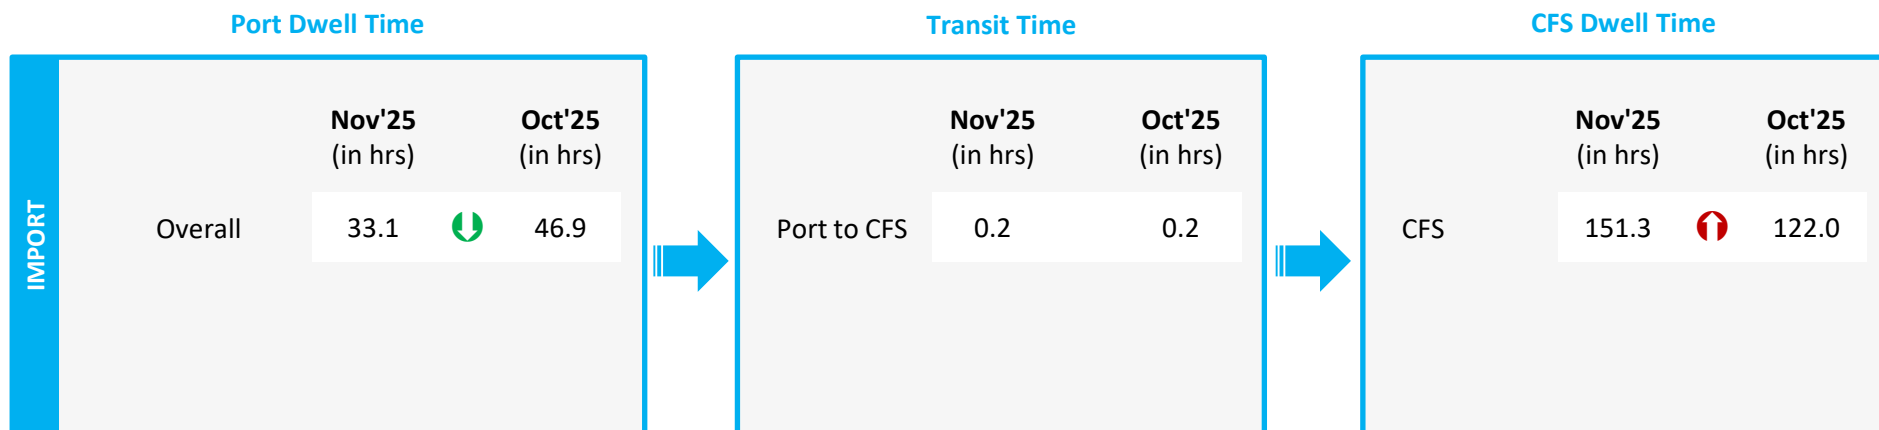 Port Dwell Time
Transit Time
CFS Dwell Time
IMPORT
Nov'25 Oct'25
(in hrs) (in hrs)
Overall 33.1 46.9
Nov'25 Oct'25
(in hrs) (in hrs)
Port to CFS 0.2 0.2
Nov'25 Oct'25
(in hrs) (in hrs)
CFS 151.3 122.0